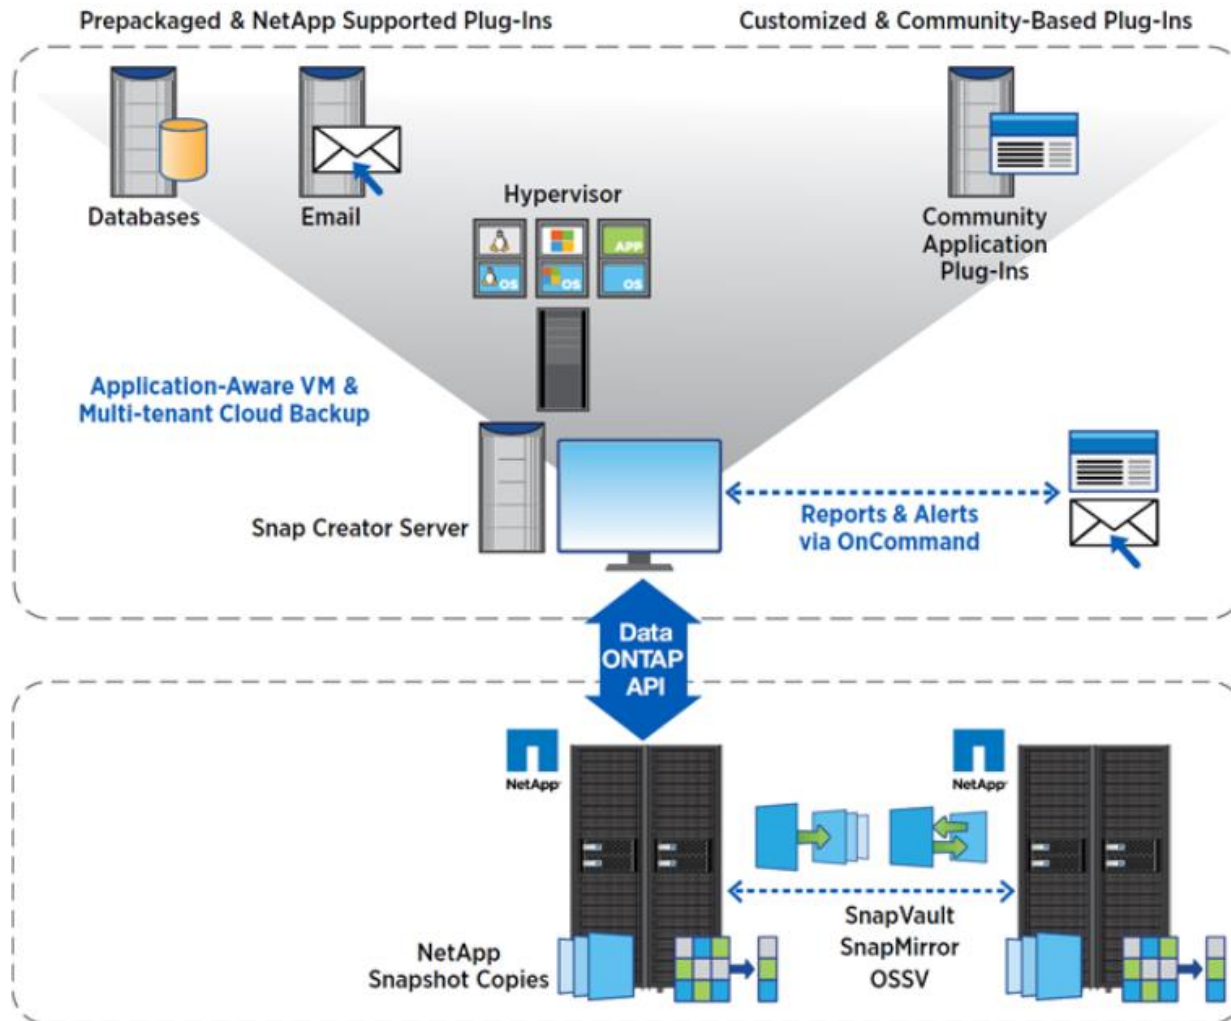 Prepackaged & NetApp Supported Plug-Ins
Customized & Community-Based Plug-Ins
Databases
Email
Hypervisor
APP
OS
OS
OS
Community
Application
Plug-Ins
Application-Aware VM &
Multi-tenant Cloud Backup
Snap Creator Server
Reports & Alerts
via OnCommand
Data
ONTAP
API
NetApp
NetApp
SnapVault
SnapMirror
OSSV
NetApp
Snapshot Copies